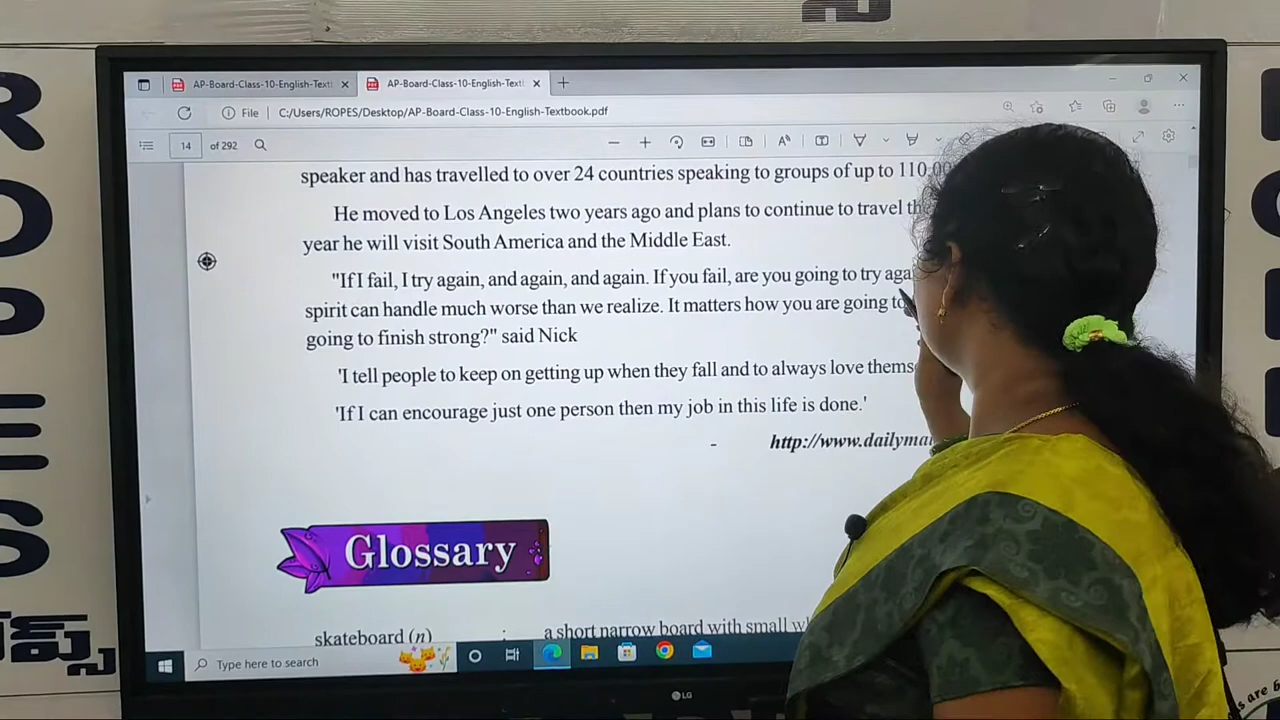 AP-Board-Class-10-English-Text
AP-Board-Class-10-English-Text
File C:/Users/ROPES/Desktop/AP-Board-Class-10-English-Textbook.pdf
14 of 292
speaker and has travelled to over 24 countries speaking to groups of up to 110,00
He moved to Los Angeles two years ago and plans to continue to travel
year he will visit South America and the Middle East.
"If I fail, I try again, and again, and again. If you fail, are you going to try aga
spirit can handle much worse than we realize. It matters how you are going to
going to finish strong?" said Nick
'I tell people to keep on getting up when they fall and to always love thems
'If I can encourage just one person then my job in this life is done.'
- http://www.dailymai
Glossary
skateboard (n) : a short narrow board with small
Type here to search
LG
R
O
P
E
S